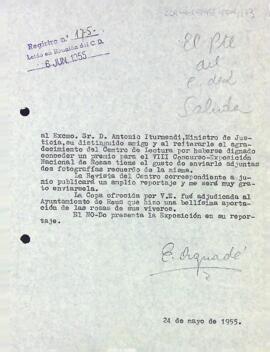 Registro n.º 175.
Leído en Reunión del C.D.
6 JUN. 1955
El Pte
del
Saluda
al Excmo. Sr. D. Antonio Iturmendi, Ministro de Jus-
ticia, su distinguido amigo y al reiterarle el agra-
decimiento del Centro de Lectura por haberse dignado
conceder un premio para el VIII Concurso-Exposición
Nacional de Rosas tiene el gusto de enviarle adjuntas
dos fotografías recuerdo de la misma.
La Revista del Centro correspondiente a ju-
nio publicará un amplio reportaje y me será muy gra-
to enviarsela.
La Copa ofrecida por V.E. fué adjudicada al
Ayuntamiento de Reus que hizo una bellísima aporta-
ción de las rosas de sus viveros.
El NO-Do presenta la Exposición en su repor-
taje.
24 de mayo de 1955.